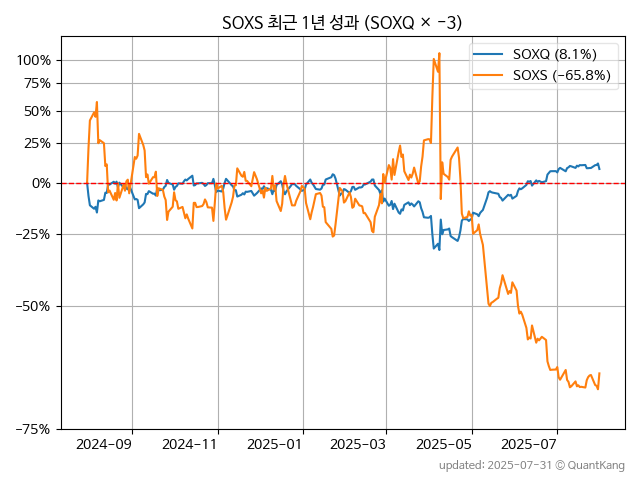 SOXS 최근 1년 성과 (SOXQ × −3)
SOXQ (8.1%)
SOXS (−65.8%)
100%
75%
50%
25%
0%
−25%
−50%
−75%
2024-09 2024-11 2025-01 2025-03 2025-05 2025-07
updated: 2025-07-31 © QuantKang